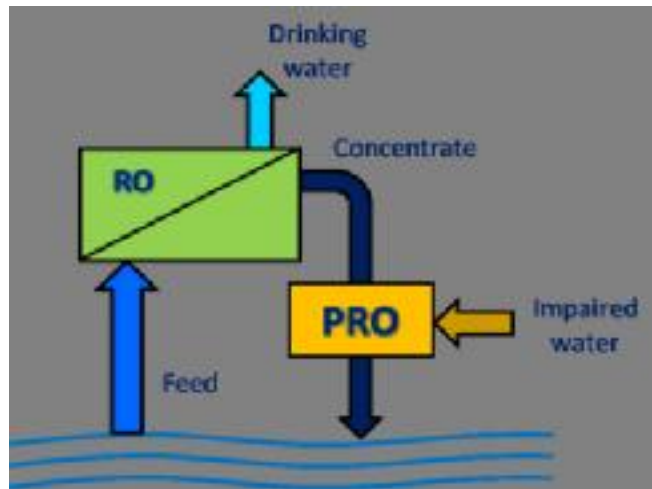 Drinking
water
Concentrate
RO
PRO
Impaired
water
Feed